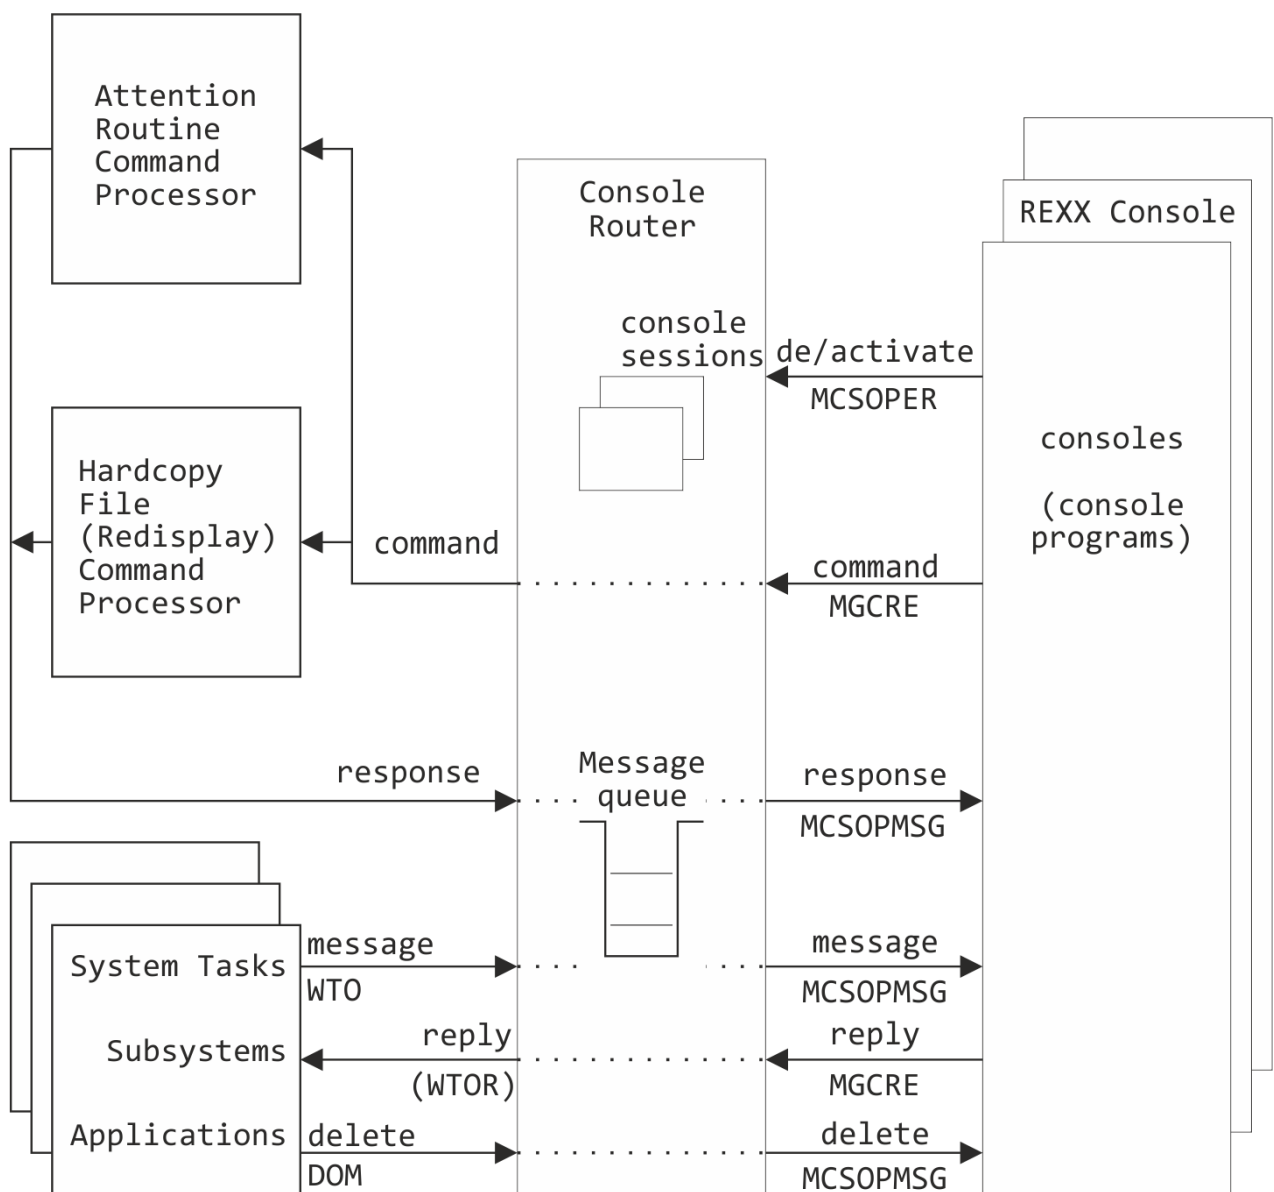 Attention
Routine
Command
Processor
Console
Router
REXX Console
console
sessions
de/activate
MCSOPER
consoles
(console
programs)
Hardcopy
File
(Redisplay)
Command
Processor
command
command
MGCRE
response
Message
queue
response
MCSOPMSG
System Tasks
message
WTO
message
MCSOPMSG
Subsystems
reply
(WTOR)
reply
MGCRE
Applications
delete
DOM
delete
MCSOPMSG